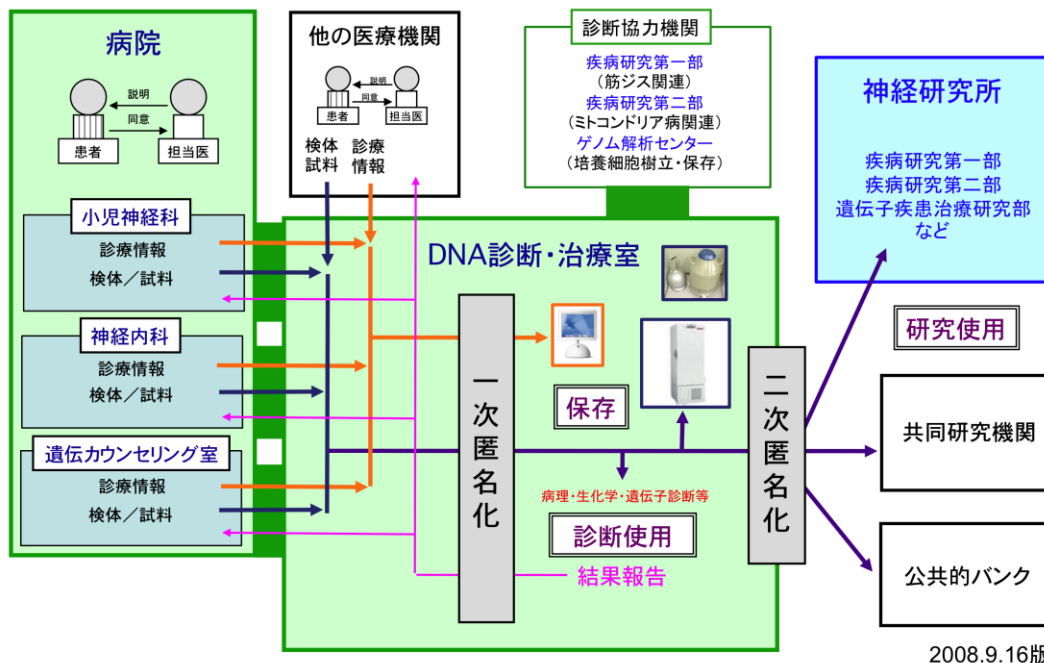 病院
説明
同意
患者
担当医
小児神経科
診療情報
検体／試料
神経内科
診療情報
検体／試料
遺伝カウンセリング室
診療情報
検体／試料
他の医療機関
説明
同意
患者
担当医
検体
試料
診療
情報
診断協力機関
疾病研究第一部
(筋ジス関連)
疾病研究第二部
(ミトコンドリア病関連)
ゲノム解析センター
(培養細胞樹立・保存)
DNA診断・治療室
一次匿名化
保存
病理・生化学・遺伝子診断等
診断使用
結果報告
二次匿名化
神経研究所
疾病研究第一部
疾病研究第二部
遺伝子疾患治療研究部
など
研究使用
共同研究機関
公共的バンク
2008.9.16版